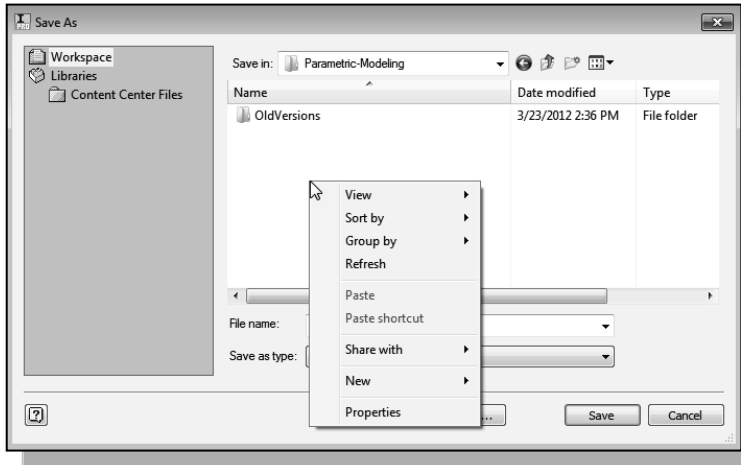 Save As
Workspace
Libraries
Content Center Files
Save in: Parametric-Modeling
Name Date modified Type
OldVersions 3/23/2012 2:36 PM File folder
View
Sort by
Group by
Refresh
Paste
Paste shortcut
File name:
Share with
Save as type:
New
Properties
... Save Cancel